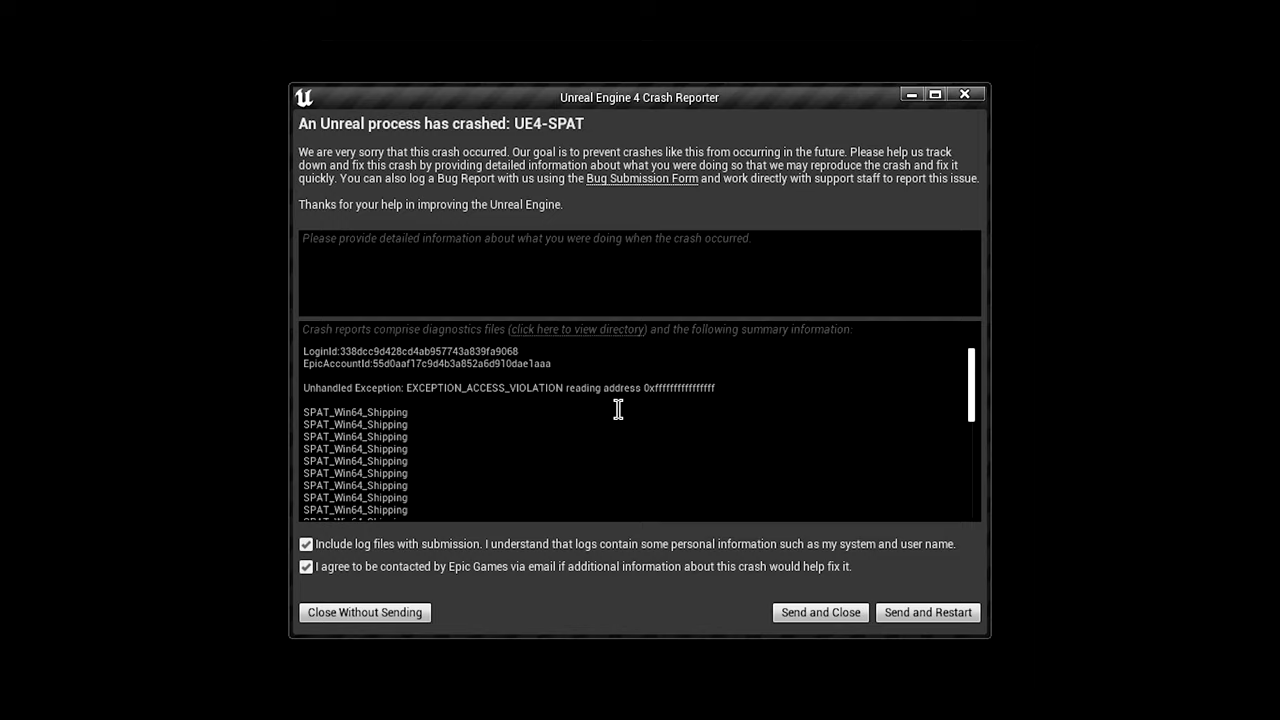 Unreal Engine 4 Crash Reporter
An Unreal process has crashed: UE4-SPAT
We are very sorry that this crash occurred. Our goal is to prevent crashes like this from occurring in the future. Please help us track
down and fix this crash by providing detailed information about what you were doing so that we may reproduce the crash and fix it
quickly. You can also log a Bug Report with us using the Bug Submission Form and work directly with support staff to report this issue.
Thanks for your help in improving the Unreal Engine.
Please provide detailed information about what you were doing when the crash occurred.
Crash reports comprise diagnostics files (click here to view directory) and the following summary information:
LoginId:338dcc9d428cd4ab957743a839fa9068
EpicAccountId:55d0aaf17c9d4b3a852a6d910dae1aaa
Unhandled Exception: EXCEPTION_ACCESS_VIOLATION reading address 0xffffffffffffffff
SPAT_Win64_Shipping
SPAT_Win64_Shipping
SPAT_Win64_Shipping
SPAT_Win64_Shipping
SPAT_Win64_Shipping
SPAT_Win64_Shipping
SPAT_Win64_Shipping
SPAT_Win64_Shipping
SPAT_Win64_Shipping
Include log files with submission. I understand that logs contain some personal information such as my system and user name.
I agree to be contacted by Epic Games via email if additional information about this crash would help fix it.
Close Without Sending
Send and Close
Send and Restart